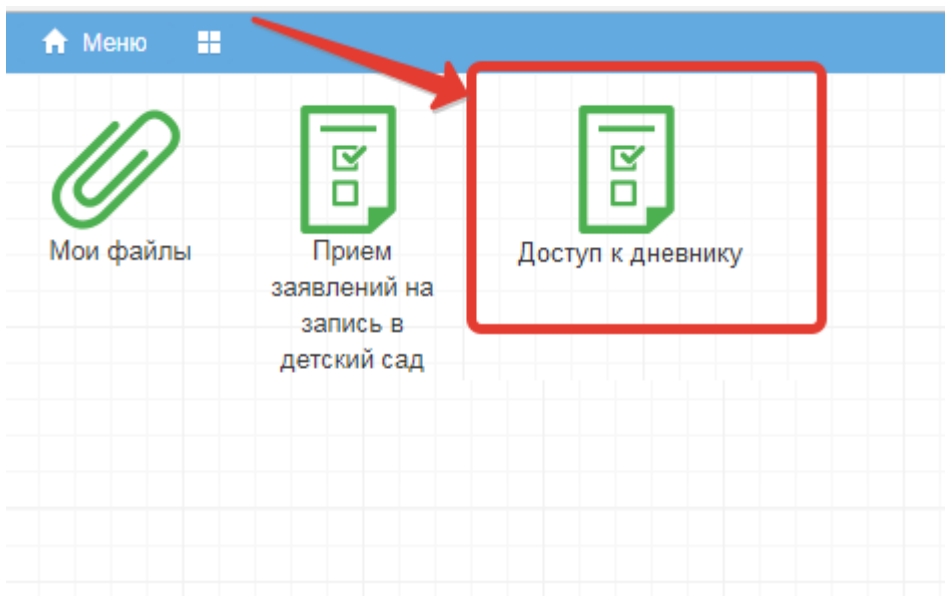 Меню
Мои файлы
Прием
заявлений на
запись в
детский сад
Доступ к дневнику